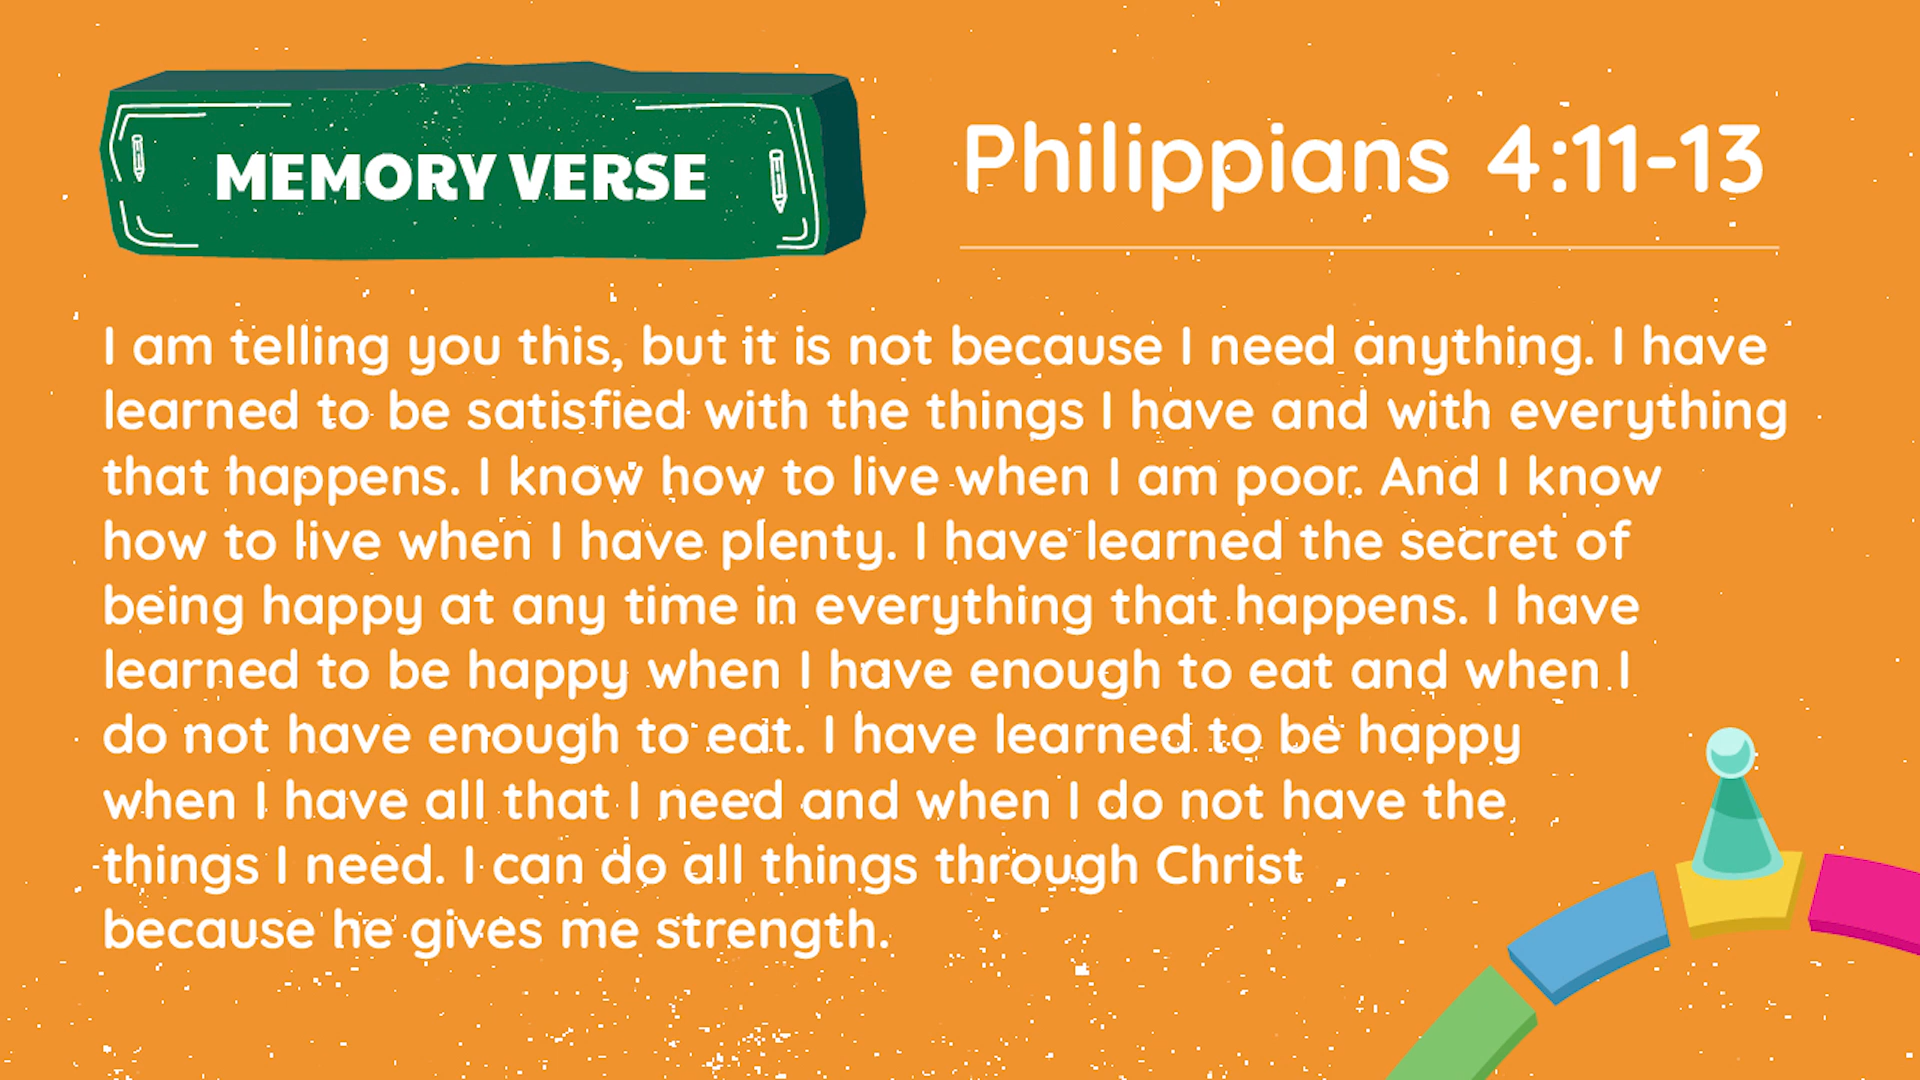 MEMORY VERSE
Philippians 4:11-13
I am telling you this, but it is not because I need anything. I have
learned to be satisfied with the things I have and with everything
that happens. I know how to live when I am poor. And I know
how to live when I have plenty. I have learned the secret of
being happy at any time in everything that happens. I have
learned to be happy when I have enough to eat and when I
do not have enough to eat. I have learned to be happy
when I have all that I need and when I do not have the
things I need. I can do all things through Christ
because he gives me strength.